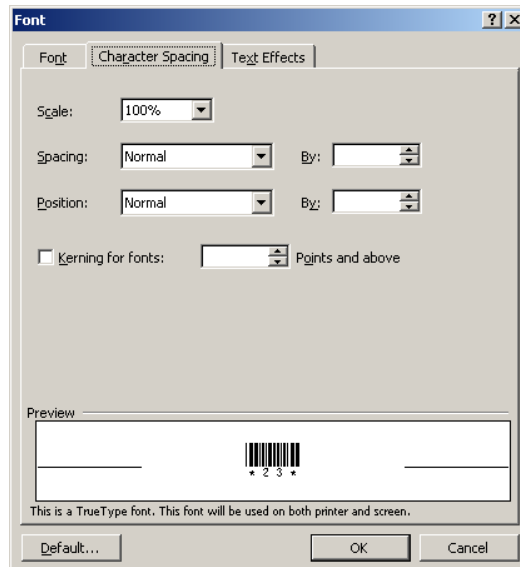 Font
Font Character Spacing Text Effects
Scale: 100%
Spacing: Normal By:
Position: Normal By:
Kerning for fonts: Points and above
Preview
* 2 3 *
This is a TrueType font. This font will be used on both printer and screen.
Default... OK Cancel